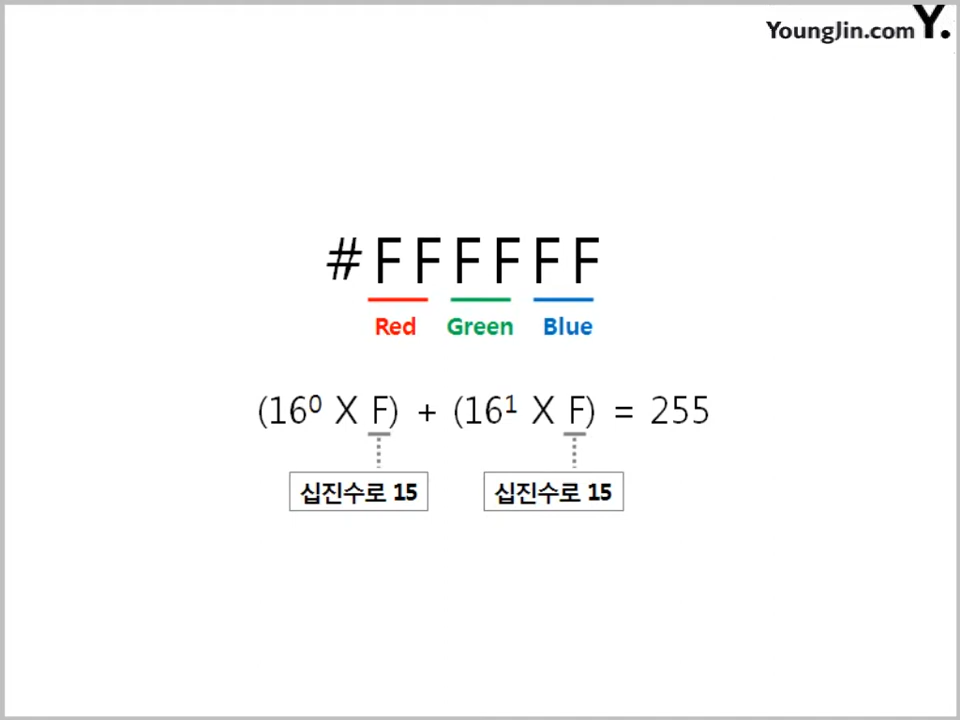 YoungJin.com Y.
#FFFFFF
Red Green Blue
(16⁰ X F) + (16¹ X F) = 255
십진수로 15 십진수로 15